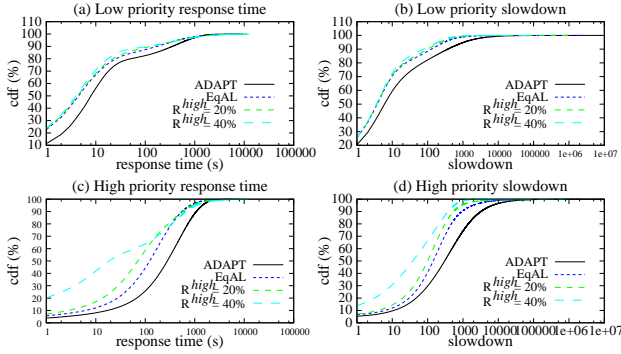 (a) Low priority response time
cdf (%)
100
90
80
70
60
50
40
30
20
10
ADAPT
EqAL
R^high = 20%
R^high = 40%
1 10 100 1000 10000 100000
response time (s)
(b) Low priority slowdown
cdf (%)
100
90
80
70
60
50
40
30
20
ADAPT
EqAL
R^high = 20%
R^high = 40%
1 10 100 1000 10000 100000 1e+06 1e+07
slowdown
(c) High priority response time
cdf (%)
100
90
80
70
60
50
40
30
20
10
0
ADAPT
EqAL
R^high = 20%
R^high = 40%
1 10 100 1000 10000 100000
response time (s)
(d) High priority slowdown
cdf (%)
100
90
80
70
60
50
40
30
20
10
0
ADAPT
EqAL
R^high = 20%
R^high = 40%
1 10 100 1000 10000 100000 1e+06 1e+07
slowdown